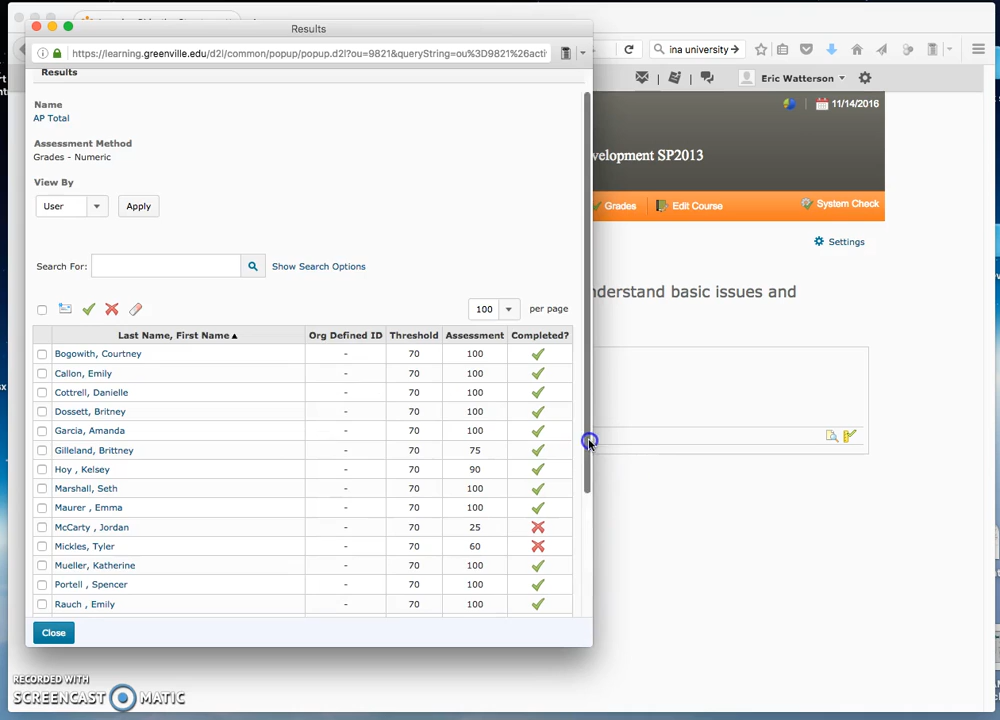 Results
https://learning.greenville.edu/d2l/common/popup/popup.d2l?ou=9821&queryString=ou%3D9821%26acti
ina university
Results
Eric Watterson
Name
11/14/2016
AP Total
Assessment Method
velopment SP2013
Grades - Numeric
View By
User
Apply
Grades
Edit Course
System Check
Settings
Search For:
Show Search Options
nderstand basic issues and
100
per page
Last Name, First Name Org Defined ID Threshold Assessment Completed?
Bogowith, Courtney - 70 100
Callon, Emily - 70 100
Cottrell, Danielle - 70 100
Dossett, Britney - 70 100
Garcia, Amanda - 70 100
Gilleland, Brittney - 70 75
Hoy , Kelsey - 70 90
Marshall, Seth - 70 100
Maurer , Emma - 70 100
McCarty , Jordan - 70 25
Mickles, Tyler - 70 60
Mueller, Katherine - 70 100
Portell , Spencer - 70 100
Rauch , Emily - 70 100
Close
RECORDED WITH
SCREENCAST MATIC